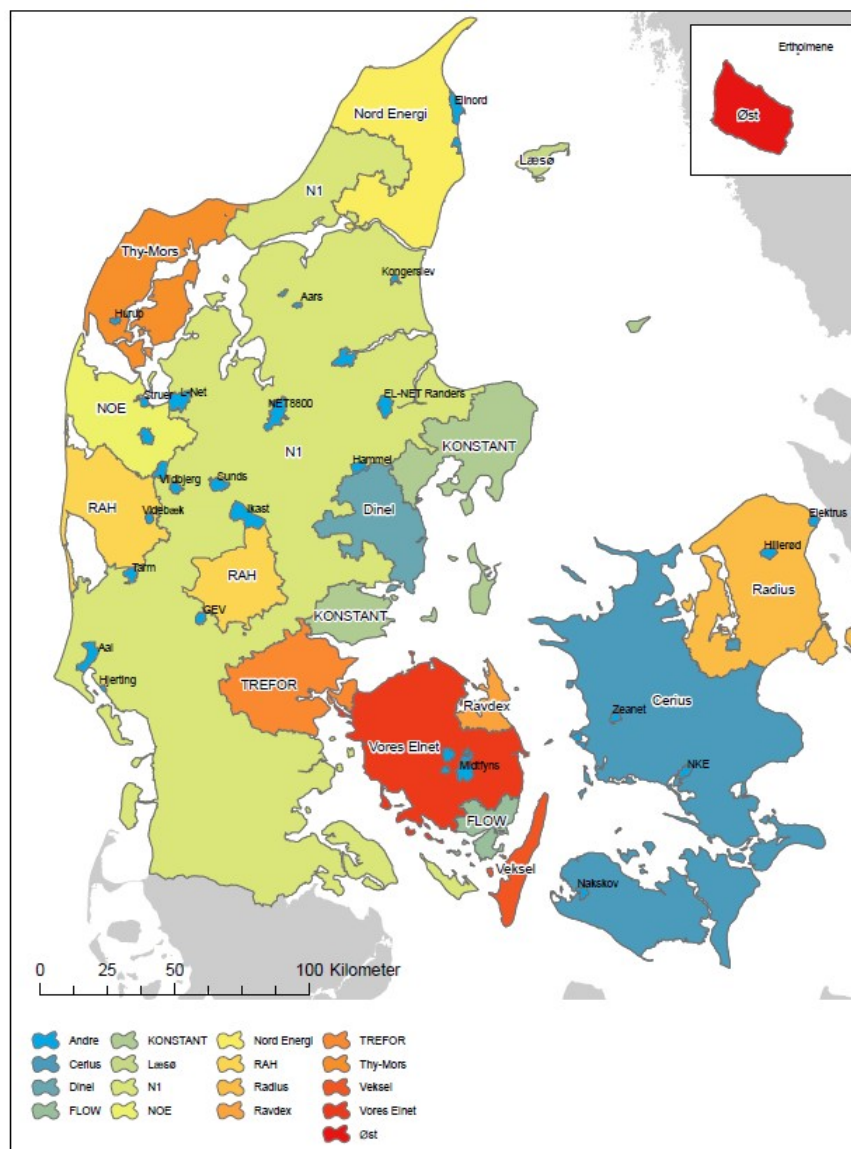 Ertholmene
Øst
Elnord
Nord Energi
Læsø
N1
Thy-Mors
Kongerslev
Aars
Hurup
Struer
L-Net
EL-NET Randers
NET8800
NOE
KONSTANT
N1
Hammel
Vildbjerg
Sunds
RAH
Videbæk
Ikast
Dinel
Elektrus
Hillerød
Tarm
RAH
Radius
GEV
KONSTANT
Aal
Hjerting
TREFOR
Ravdex
Cerius
Zeanet
Vores Elnet
Midtfyns
NKE
FLOW
Veksel
Nakskov
0 25 50 100 Kilometer
Andre KONSTANT Nord Energi TREFOR
Cerius Læsø RAH Thy-Mors
Dinel N1 Radius Veksel
FLOW NOE Ravdex Vores Elnet
Øst